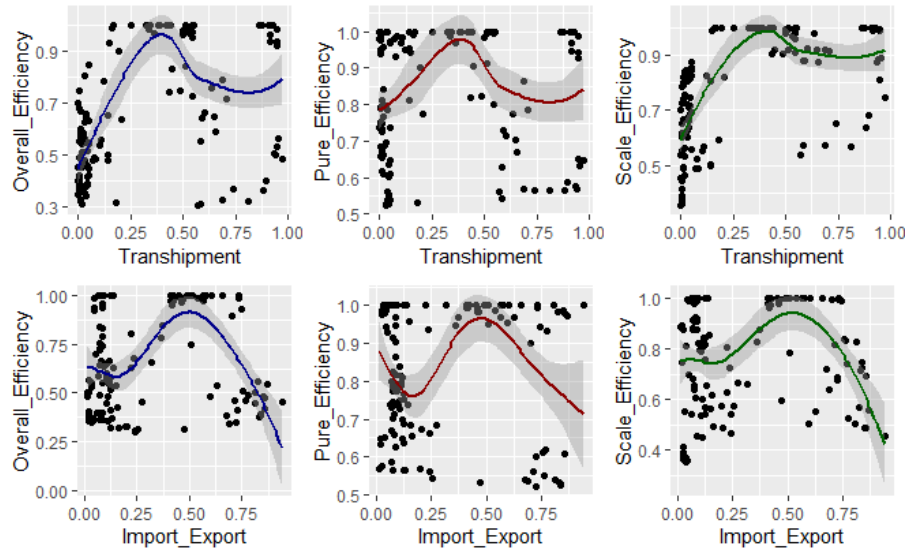 Overall_Efficiency
0.9
0.7
0.5
0.3
0.00 0.25 0.50 0.75 1.00
Transhipment
Pure_Efficiency
1.0
0.9
0.8
0.7
0.6
0.5
0.00 0.25 0.50 0.75 1.00
Transhipment
Scale_Efficiency
0.9
0.7
0.5
0.00 0.25 0.50 0.75 1.00
Transhipment
Overall_Efficiency
1.00
0.75
0.50
0.25
0.00
0.00 0.25 0.50 0.75
Import_Export
Pure_Efficiency
1.0
0.9
0.8
0.7
0.6
0.5
0.00 0.25 0.50 0.75
Import_Export
Scale_Efficiency
1.0
0.8
0.6
0.4
0.00 0.25 0.50 0.75
Import_Export